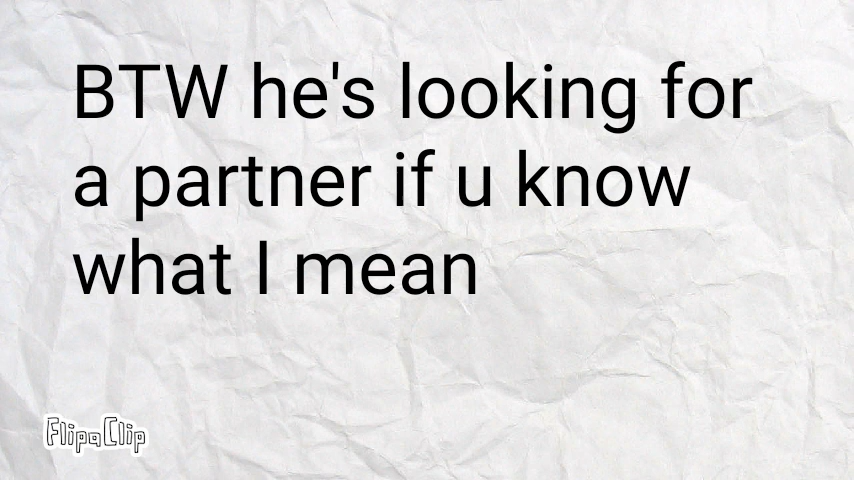 BTW he's looking for
a partner if u know
what I mean
FlipaClip